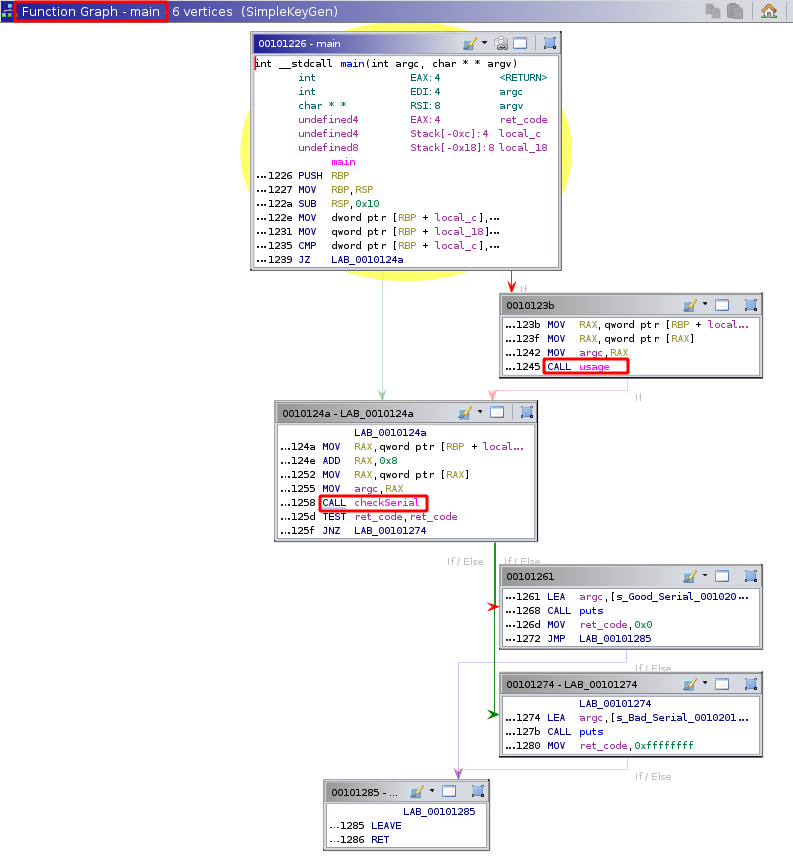 Function Graph - main - 6 vertices (SimpleKeyGen)
00101226 - main
int __stdcall main(int argc, char * * argv)
int EAX:4 <RETURN>
int EDI:4 argc
char * * RSI:8 argv
undefined4 EAX:4 ret_code
undefined4 Stack[-0xc]:4 local_c
undefined8 Stack[-0x18]:8 local_18
main
...1226 PUSH RBP
...1227 MOV RBP,RSP
...122a SUB RSP,0x10
...122e MOV dword ptr [RBP + local_c],...
...1231 MOV qword ptr [RBP + local_18]...
...1235 CMP dword ptr [RBP + local_c],...
...1239 JZ LAB_0010124a
If
0010123b
...123b MOV RAX,qword ptr [RBP + local...
...123f MOV RAX,qword ptr [RAX]
...1242 MOV argc,RAX
...1245 CALL usage
If
0010124a - LAB_0010124a
LAB_0010124a
...124a MOV RAX,qword ptr [RBP + local...
...124e ADD RAX,0x8
...1252 MOV RAX,qword ptr [RAX]
...1255 MOV argc,RAX
...1258 CALL checkSerial
...125d TEST ret_code,ret_code
...125f JNZ LAB_00101274
If / Else If / Else
00101261
...1261 LEA argc,[s_Good_Serial_001020...
...1268 CALL puts
...126d MOV ret_code,0x0
...1272 JMP LAB_00101285
If / Else
00101274 - LAB_00101274
LAB_00101274
...1274 LEA argc,[s_Bad_Serial_0010201...
...127b CALL puts
...1280 MOV ret_code,0xffffffff
If / Else
00101285 - ...
LAB_00101285
...1285 LEAVE
...1286 RET